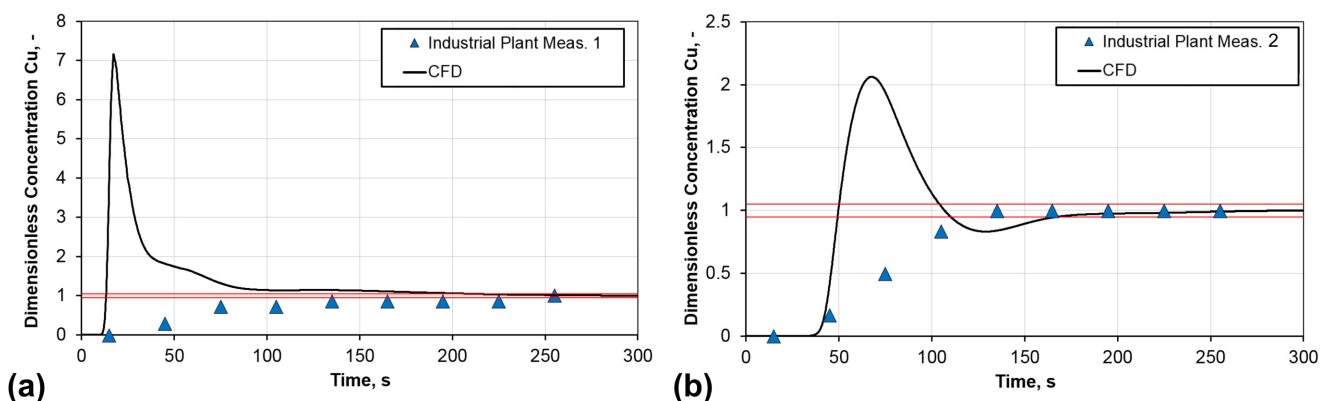 8
7
6
5
4
3
2
1
0
Dimensionless Concentration Cu, -
Industrial Plant Meas. 1
CFD
0 50 100 150 200 250 300
Time, s
(a)
2.5
2
1.5
1
0.5
0
Dimensionless Concentration Cu, -
Industrial Plant Meas. 2
CFD
0 50 100 150 200 250 300
Time, s
(b)